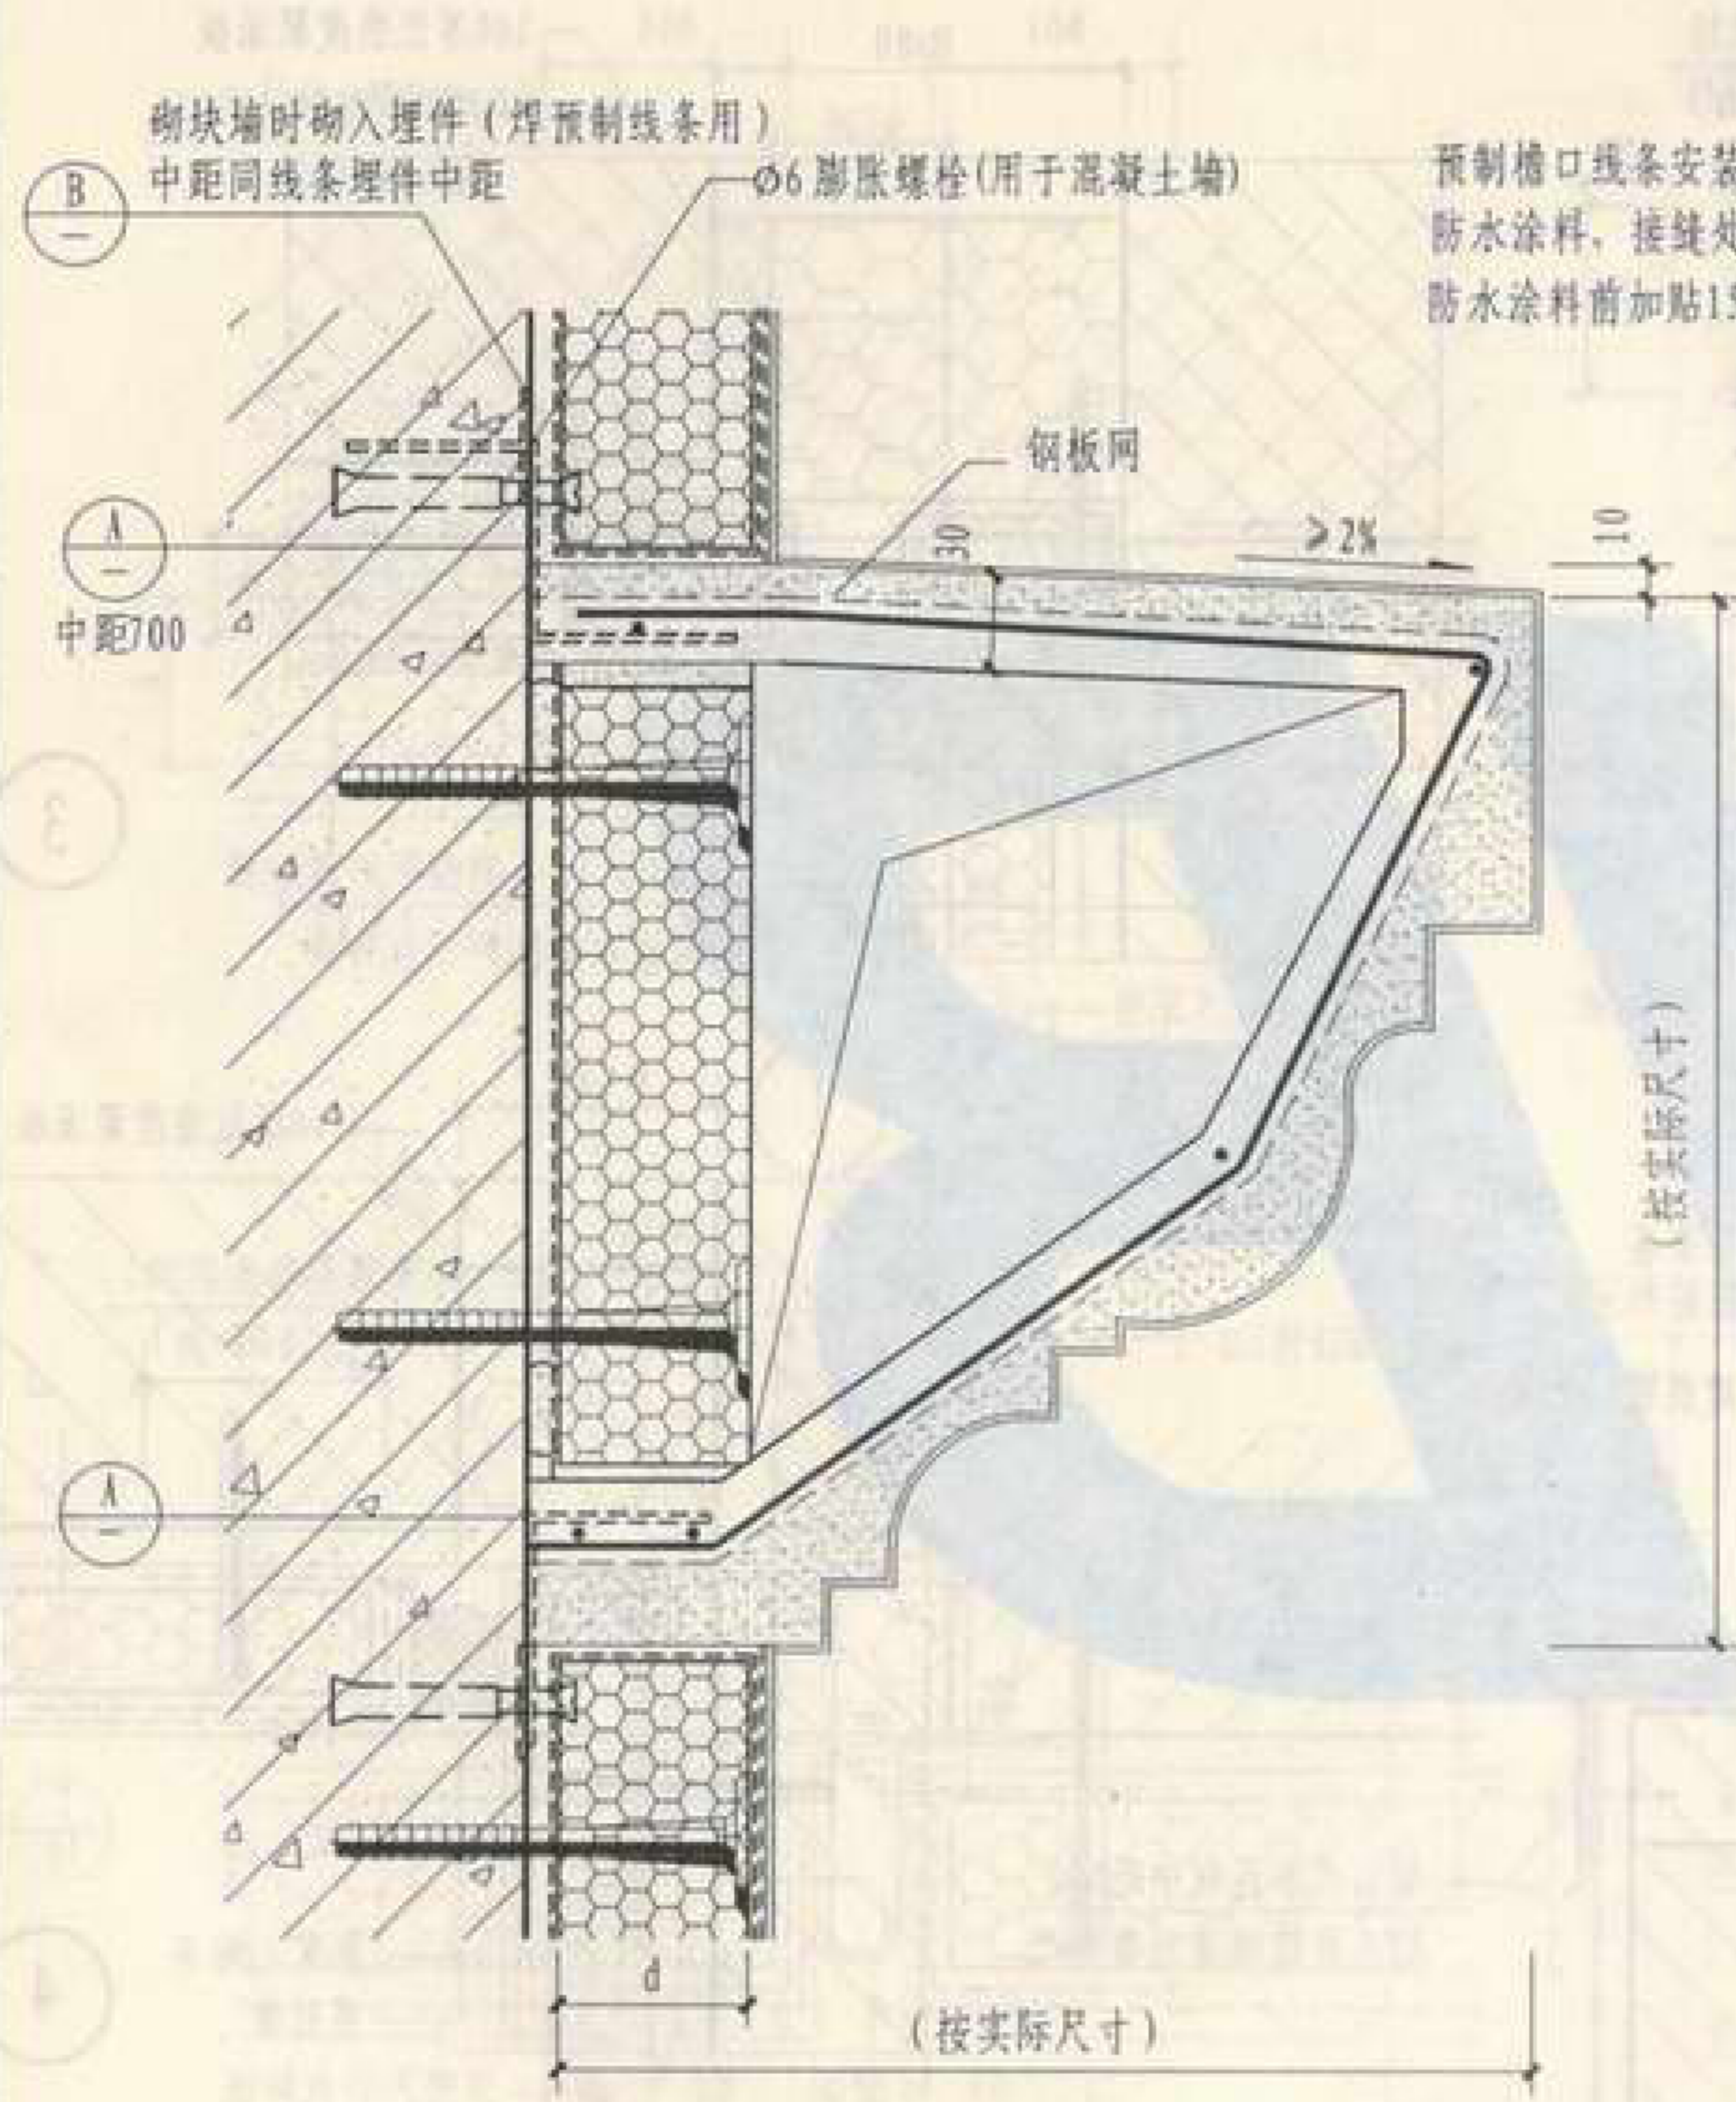 砌块墙时砌入埋件(焊预制线条用)
中距同线条埋件中距
B
—
ø6膨胀螺栓(用于混凝土墙)
预制檐口线条安装
防水涂料，接缝处
防水涂料前加贴15
钢板网
A
—
中距700
30
≥2%
10
(按实际尺寸)
A
—
d
(按实际尺寸)